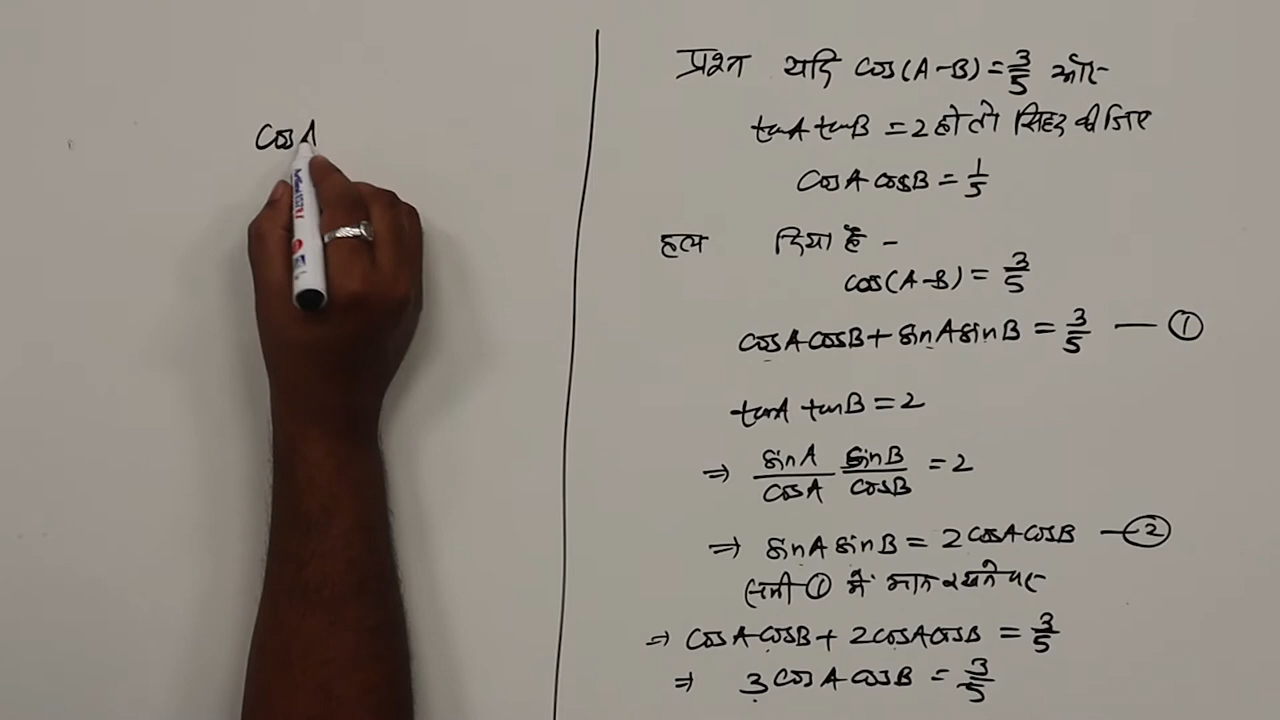 cosA
प्रश्न यदि cos(A-B) = 3/5 और
tanA tanB = 2 हो तो सिद्ध कीजिए
cosA cosB = 1/5
हल दिया है -
cos(A-B) = 3/5
cosA cosB + sinA sinB = 3/5 — ①
tanA tanB = 2
⇒ sinA/cosA sinB/cosB = 2
⇒ sinA sinB = 2 cosA cosB — ②
समी ① में मान रखने पर
⇒ cosA cosB + 2cosA cosB = 3/5
⇒ 3 cosA cosB = 3/5